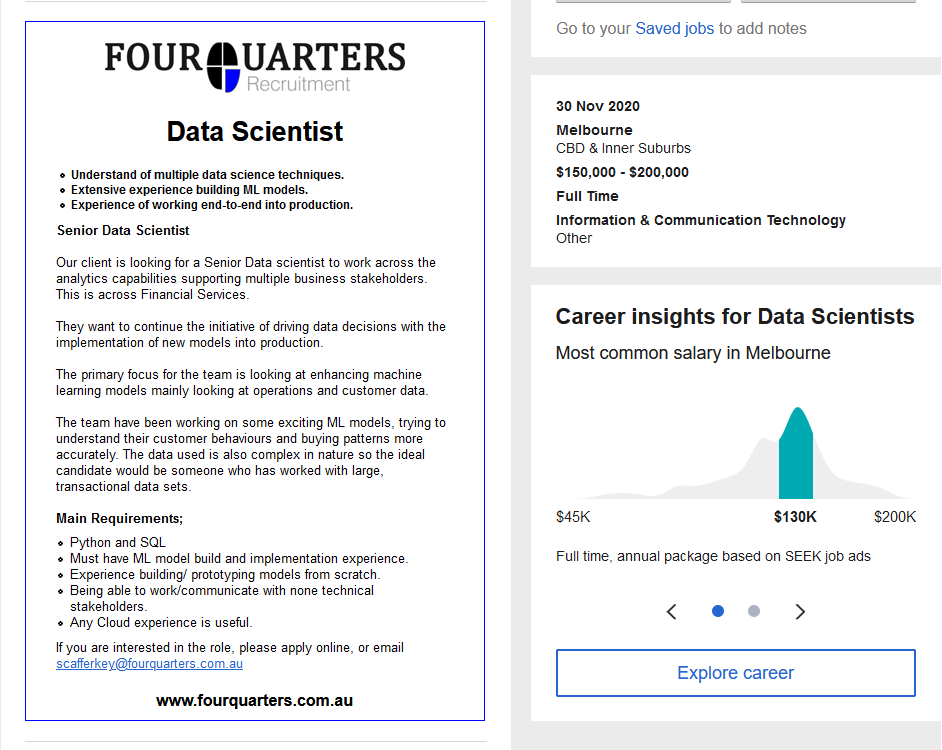 FOUR QUARTERS
Recruitment
Data Scientist
Understand of multiple data science techniques.
Extensive experience building ML models.
Experience of working end-to-end into production.
Senior Data Scientist
Our client is looking for a Senior Data scientist to work across the
analytics capabilities supporting multiple business stakeholders.
This is across Financial Services.
They want to continue the initiative of driving data decisions with the
implementation of new models into production.
The primary focus for the team is looking at enhancing machine
learning models mainly looking at operations and customer data.
The team have been working on some exciting ML models, trying to
understand their customer behaviours and buying patterns more
accurately. The data used is also complex in nature so the ideal
candidate would be someone who has worked with large,
transactional data sets.
Main Requirements;
Python and SQL
Must have ML model build and implementation experience.
Experience building/ prototyping models from scratch.
Being able to work/communicate with none technical
stakeholders.
Any Cloud experience is useful.
If you are interested in the role, please apply online, or email
scafferkey@fourquarters.com.au
www.fourquarters.com.au
Go to your Saved jobs to add notes
30 Nov 2020
Melbourne
CBD & Inner Suburbs
$150,000 - $200,000
Full Time
Information & Communication Technology
Other
Career insights for Data Scientists
Most common salary in Melbourne
$45K $130K $200K
Full time, annual package based on SEEK job ads
Explore career